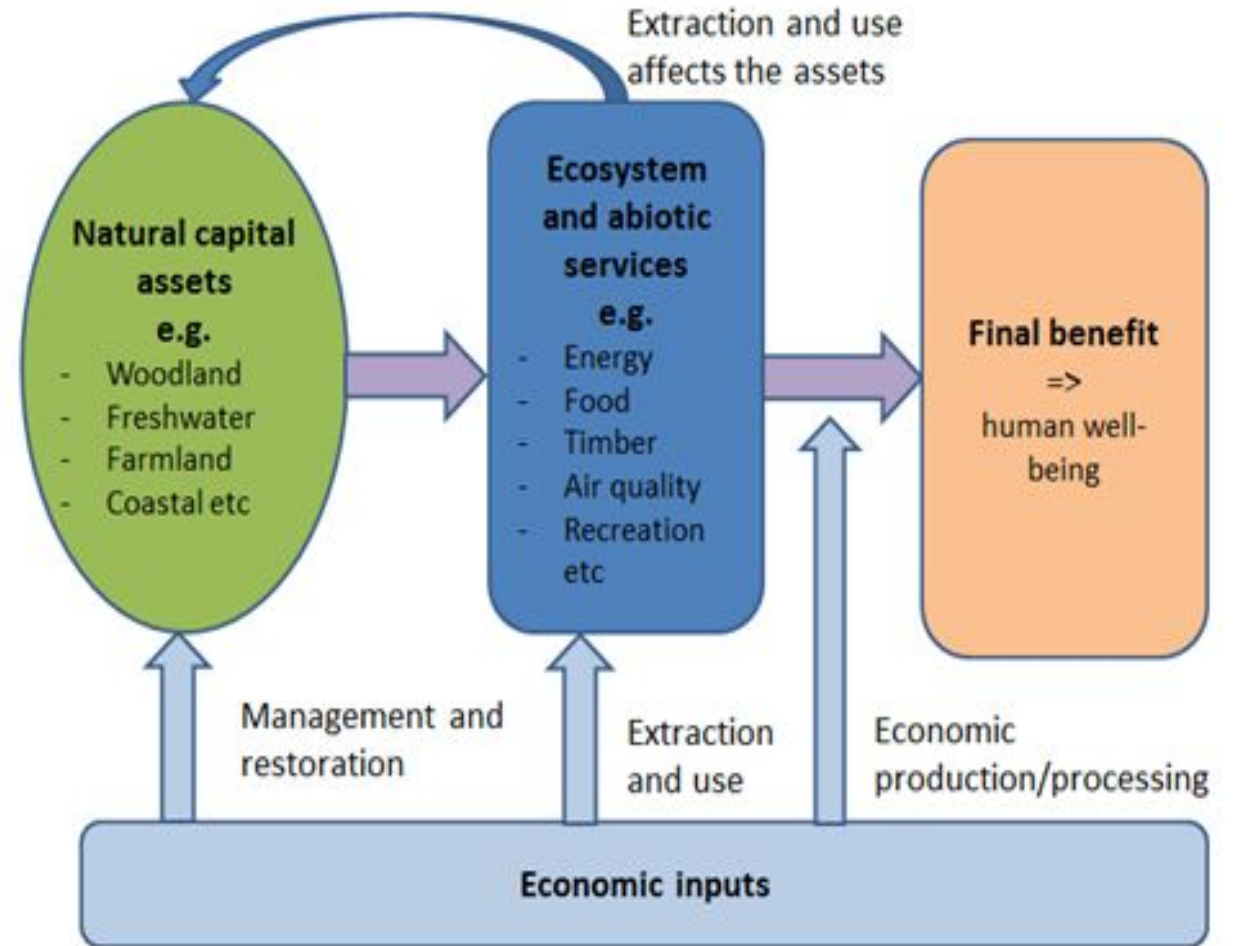 Extraction and use
affects the assets
Natural capital
assets
e.g.
- Woodland
- Freshwater
- Farmland
- Coastal etc
Ecosystem
and abiotic
services
e.g.
- Energy
- Food
- Timber
- Air quality
- Recreation
etc
Final benefit
=>
human well-
being
Management and
restoration
Extraction
and use
Economic
production/processing
Economic inputs